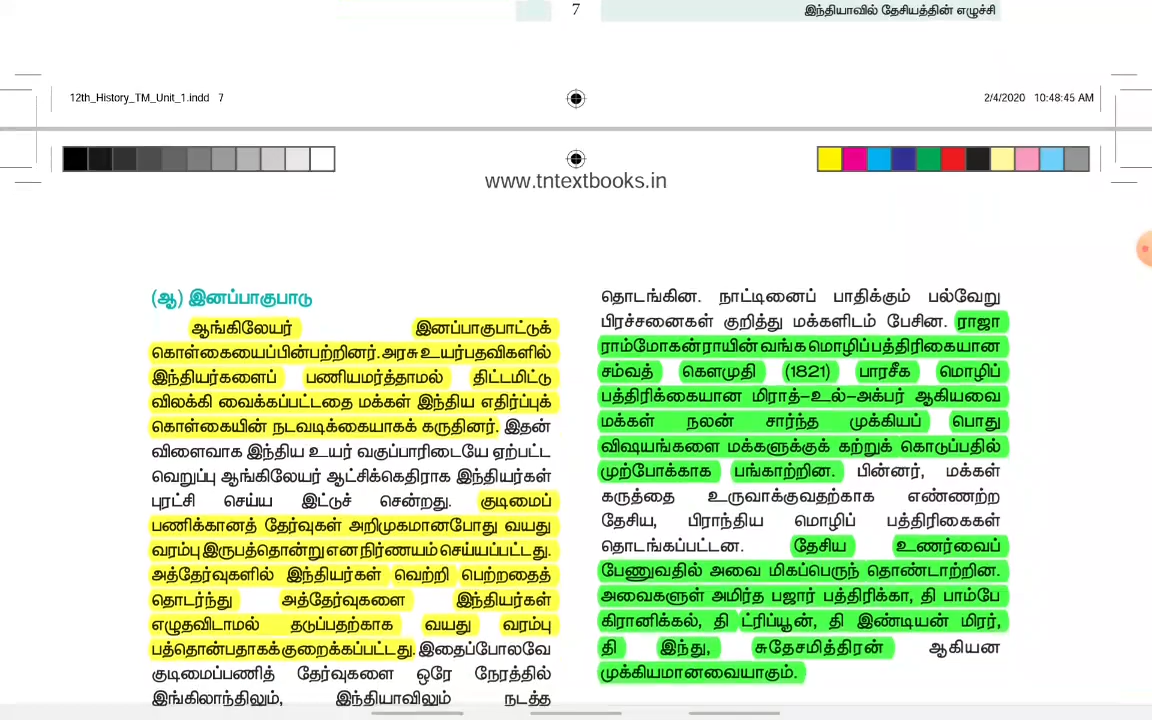 7
இந்தியாவில் தேசியத்தின் எழுச்சி
12th_History_TM_Unit_1.indd 7
2/4/2020 10:48:45 AM
www.tntextbooks.in
(ஆ) இனப்பாகுபாடு
ஆங்கிலேயர் இனப்பாகுபாட்டுக்
கொள்கையைப்பின்பற்றினர்.அரசு உயர்பதவிகளில்
இந்தியர்களைப் பணியமர்த்தாமல் திட்டமிட்டு
விலக்கி வைக்கப்பட்டதை மக்கள் இந்திய எதிர்ப்புக்
கொள்கையின் நடவடிக்கையாகக் கருதினர். இதன்
விளைவாக இந்திய உயர் வகுப்பாரிடையே ஏற்பட்ட
வெறுப்பு ஆங்கிலேயர் ஆட்சிக்கெதிராக இந்தியர்கள்
புரட்சி செய்ய இட்டுச் சென்றது. குடிமைப்
பணிக்கானத் தேர்வுகள் அறிமுகமானபோது வயது
வரம்பு இருபத்தொன்று என நிர்ணயம் செய்யப்பட்டது.
அத்தேர்வுகளில் இந்தியர்கள் வெற்றி பெற்றதைத்
தொடர்ந்து அத்தேர்வுகளை இந்தியர்கள்
எழுதவிடாமல் தடுப்பதற்காக வயது வரம்பு
பத்தொன்பதாகக் குறைக்கப்பட்டது. இதைப்போலவே
குடிமைப்பணித் தேர்வுகளை ஒரே நேரத்தில்
இங்கிலாந்திலும், இந்தியாவிலும் நடத்த
தொடங்கின. நாட்டினைப் பாதிக்கும் பல்வேறு
பிரச்சனைகள் குறித்து மக்களிடம் பேசின. ராஜா
ராம்மோகன்ராயின் வங்க மொழிப்பத்திரிகையான
சம்வத் கௌமுதி (1821) பாரசீக மொழிப்
பத்திரிக்கையான மிராத்-உல்-அக்பர் ஆகியவை
மக்கள் நலன் சார்ந்த முக்கியப் பொது
விஷயங்களை மக்களுக்குக் கற்றுக் கொடுப்பதில்
முற்போக்காக பங்காற்றின. பின்னர், மக்கள்
கருத்தை உருவாக்குவதற்காக எண்ணற்ற
தேசிய, பிராந்திய மொழிப் பத்திரிகைகள்
தொடங்கப்பட்டன. தேசிய உணர்வைப்
பேணுவதில் அவை மிகப்பெருந் தொண்டாற்றின.
அவைகளுள் அமிர்த பஜார் பத்திரிக்கா, தி பாம்பே
கிரானிக்கல், தி ட்ரிப்யூன், தி இண்டியன் மிரர்,
தி இந்து, சுதேசமித்திரன் ஆகியன
முக்கியமானவையாகும்.